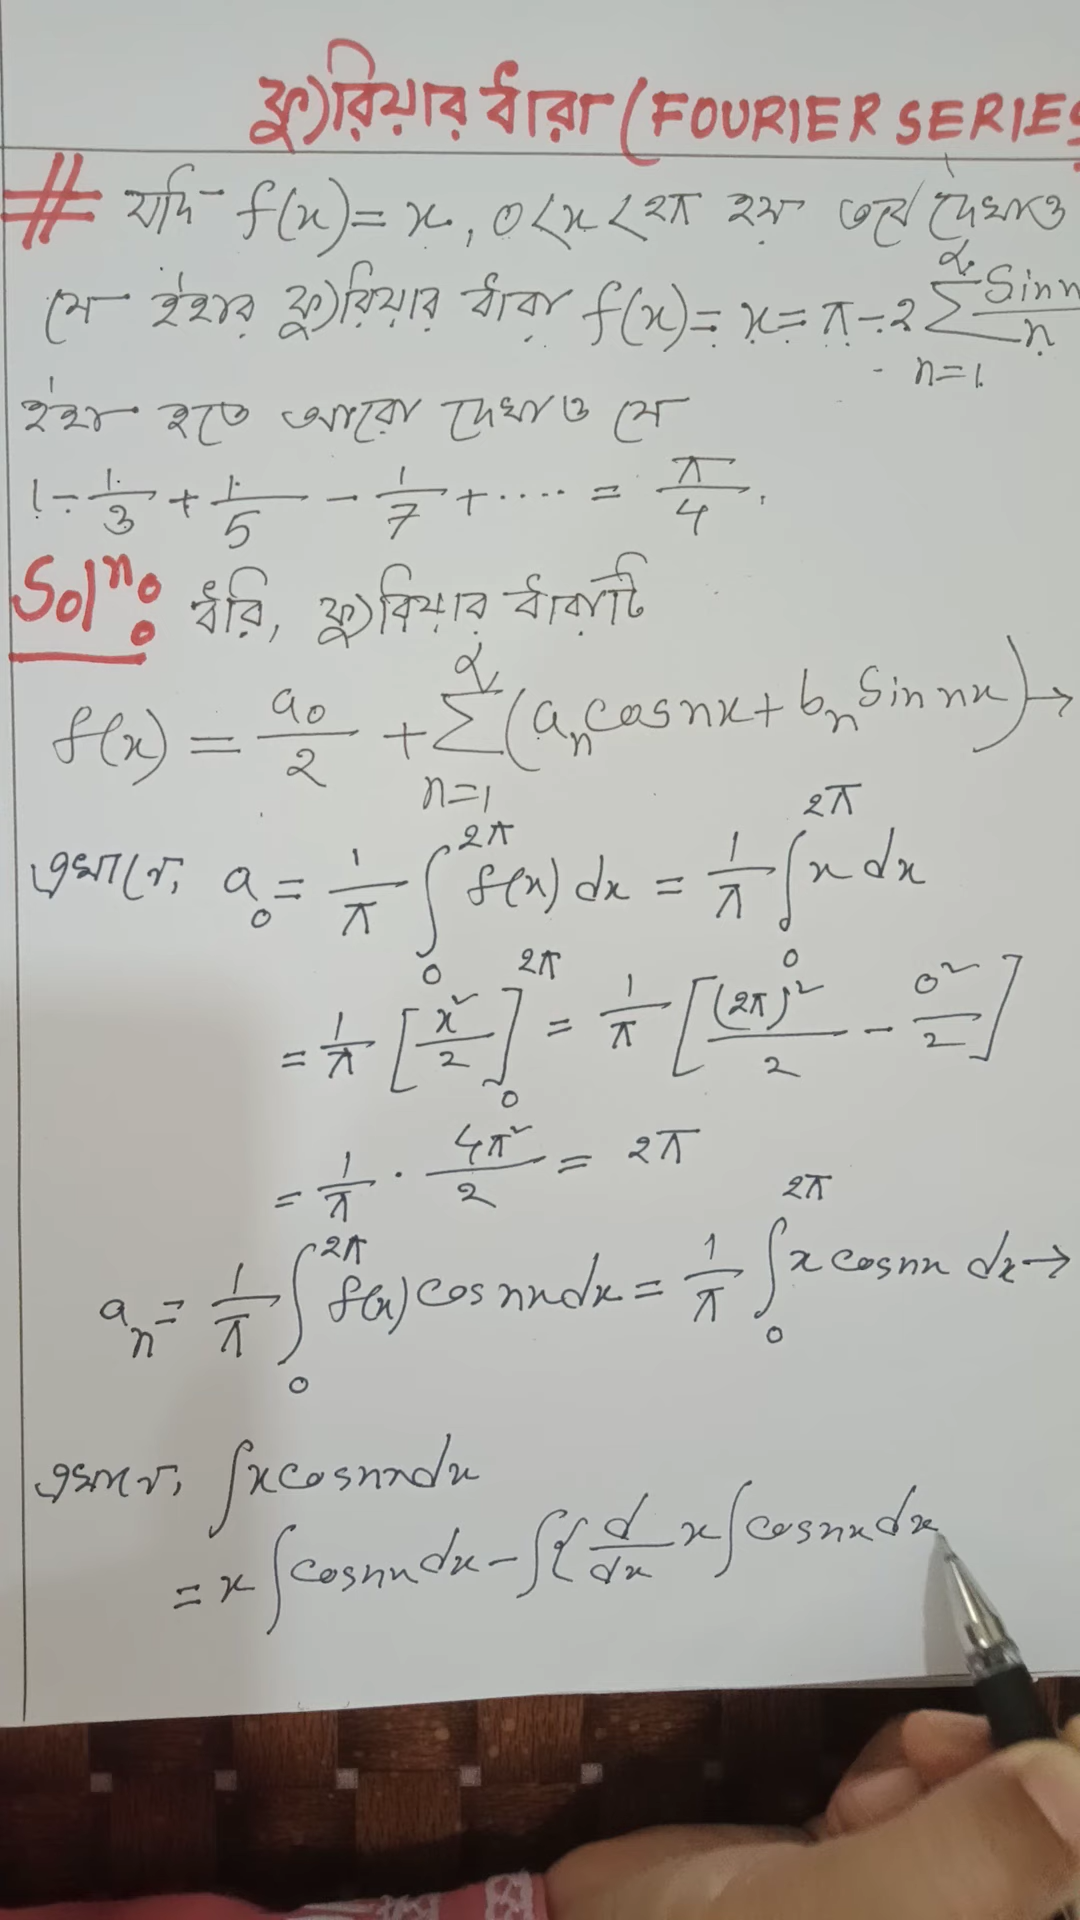 ফুরিয়ার ধারা (FOURIER SERIES
# যদি f(x) = x, 0<x<2π হয় তবে দেখাও
যে ইহার ফুরিয়ার ধারা f(x) = x = π - 2 ∑_{n=1}^{∝} Sin n/n
ইহা হতে আরো দেখাও যে
1 - 1/3 + 1/5 - 1/7 + .... = π/4.
Solⁿ: ধরি, ফুরিয়ার ধারাটি
f(x) = a₀/2 + ∑_{n=1}^{∝} (aₙ cos nx + bₙ Sin nx) →
এখানে, a₀ = 1/π ∫₀^{2π} f(x) dx = 1/π ∫₀^{2π} x dx
= 1/π [x²/2]₀^{2π} = 1/π [(2π)²/2 - 0²/2]
= 1/π · 4π²/2 = 2π
aₙ = 1/π ∫₀^{2π} f(x) cos nx dx = 1/π ∫₀^{2π} x cos nx dx →
এখানে, ∫x cos nx dx
= x ∫cos nx dx - ∫{d/dx x ∫cos nx dx